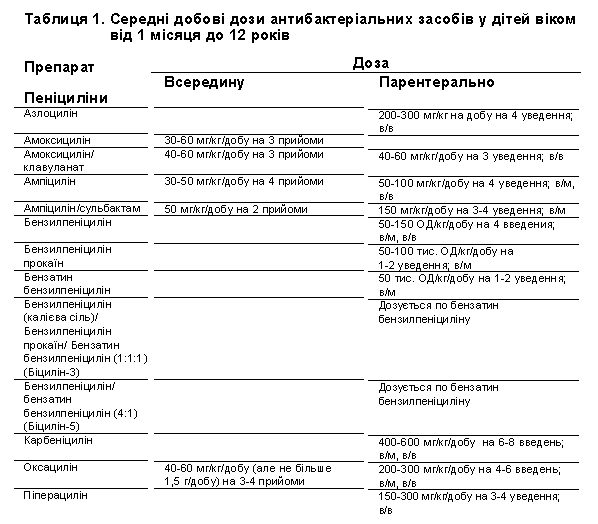 Таблиця 1. Середні добові дози антибактеріальних засобів у дітей віком
від 1 місяця до 12 років
Препарат
Доза
Всередину
Парентерально
Пеніциліни
Азлоцилін
200-300 мг/кг на добу на 4 уведення;
в/в
Амоксицилін
30-60 мг/кг/добу на 3 прийоми
Амоксицилін/
клавуланат
40-60 мг/кг/добу на 3 прийоми
40-60 мг/кг на 3 уведення; в/в
Ампіцилін
30-50 мг/кг/добу на 4 прийоми
50-100 мг/кг/добу на 4 уведення; в/м,
в/в
Ампіцилін/сульбактам
50 мг/кг/добу на 2 прийоми
150 мг/кг/добу на 3-4 уведення; в/м
Бензилпеніцилін
50-150 ОД/кг/добу на 4 введення;
в/м, в/в
Бензилпеніцилін
прокаїн
50-100 тис. ОД/кг/добу на
1-2 уведення; в/м
Бензатин
бензилпеніцилін
50 тис. ОД/кг/добу на 1-2 уведення;
в/м
Бензилпеніцилін
(калієва сіль)/
Бензилпеніцилін
прокаїн/ Бензатин
бензилпеніцилін (1:1:1)
(Біцилін-3)
Дозується по бензатин
бензилпеніциліну
Бензилпеніцилін/
бензатин
бензилпеніцилін (4:1)
(Біцилін-5)
Дозується по бензатин
бензилпеніциліну
Карбеніцилін
400-600 мг/кг/добу на 6-8 введень;
в/м, в/в
Оксацилін
40-60 мг/кг/добу (але не більше
1,5 г/добу) на 3-4 прийоми
200-300 мг/кг/добу на 4-6 введень;
в/м, в/в
Піперацилін
150-300 мг/кг/добу на 3-4 уведення;
в/в